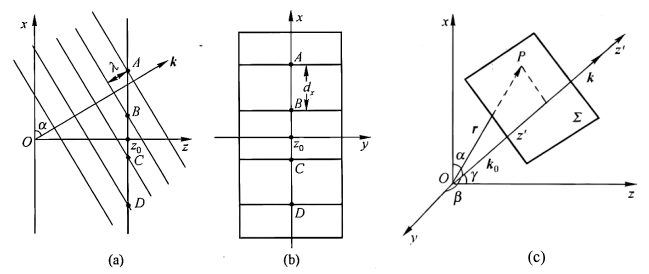 x
A
λ
k
α
B
O
z₀
z
C
D
(a)
x
A
dₓ
B
z₀
y
C
D
(b)
x
z'
P
k
Σ
r
z'
α
k₀
O
γ
β
z
y
(c)